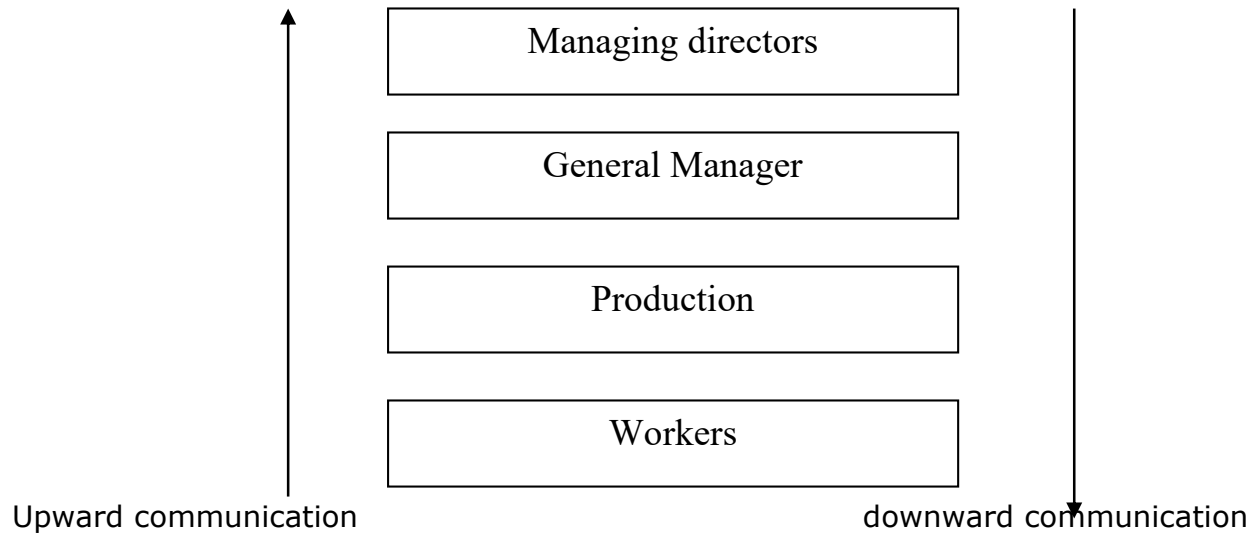 Managing directors
General Manager
Production
Workers
Upward communication
downward communication